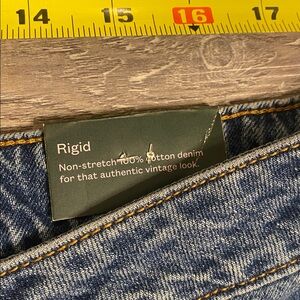 14 15 16 17
Rigid
Non-stretch 100% cotton denim
for that authentic vintage look.